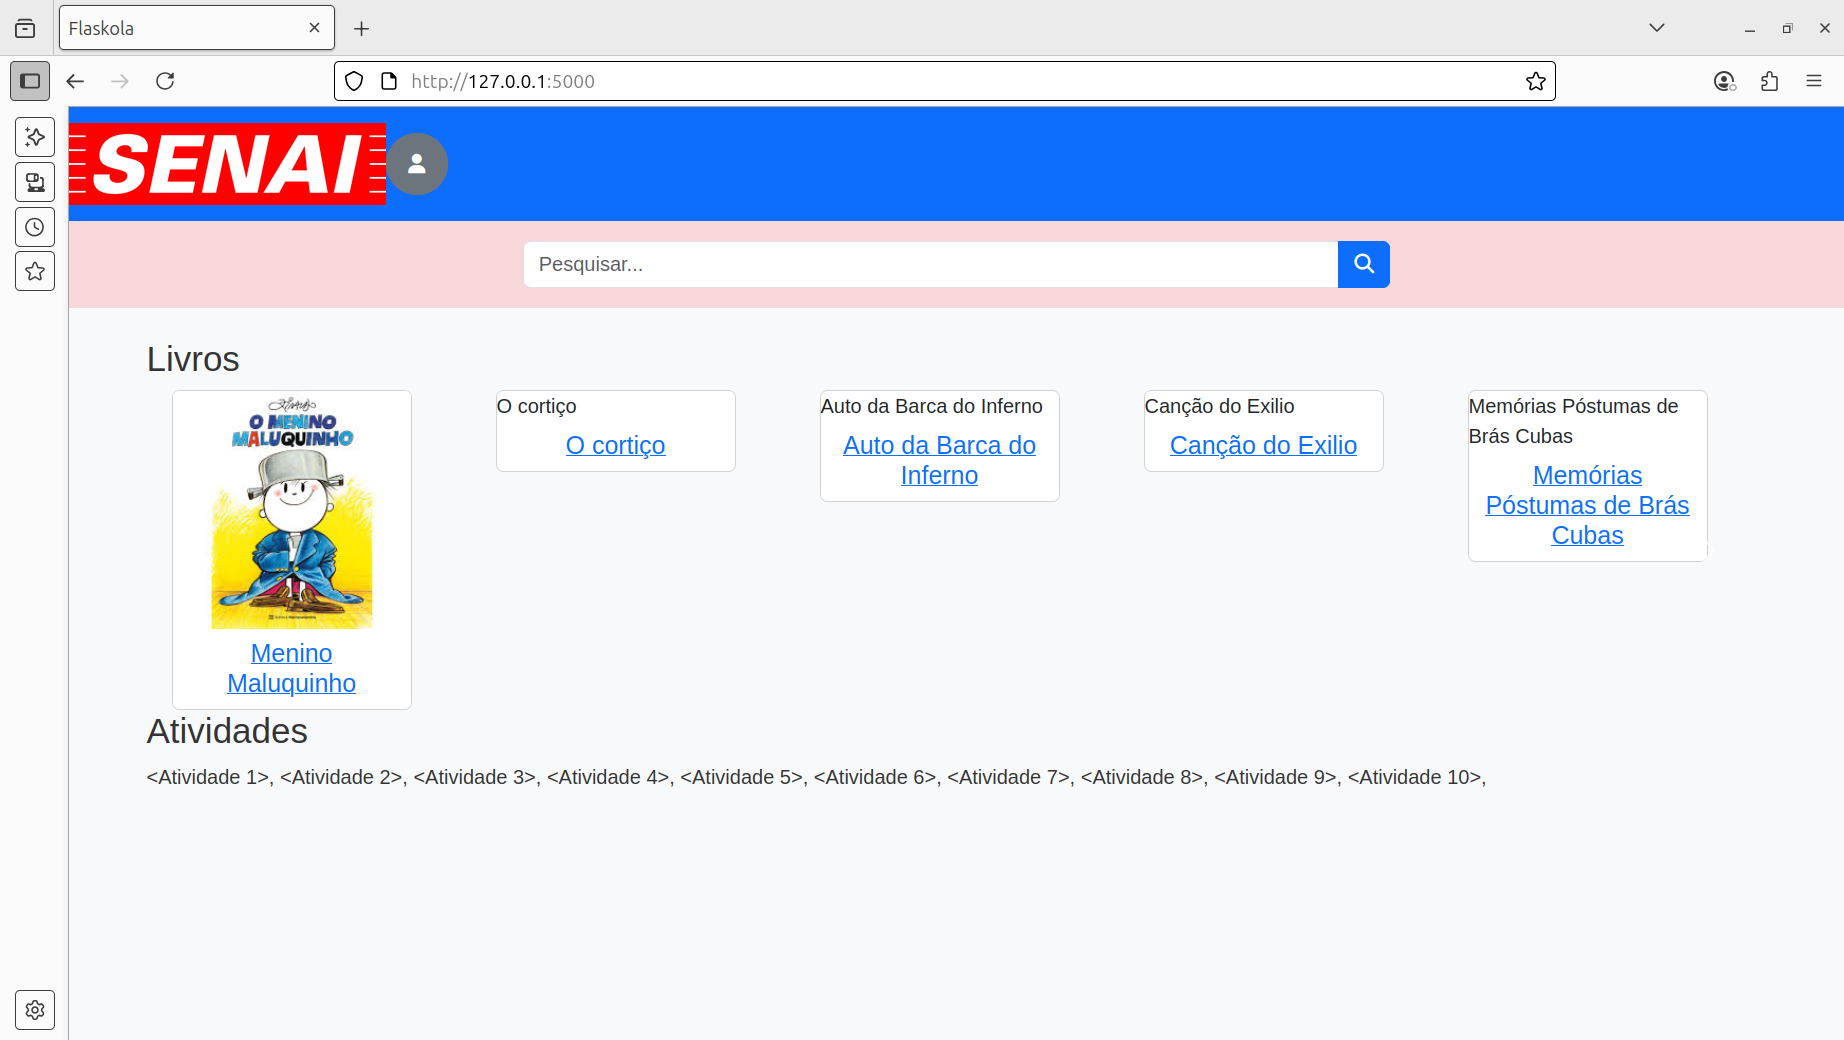 Flaskola
http://127.0.0.1:5000
SENAI
Pesquisar...
Livros
O MENINO
MALUQUINHO
Menino
Maluquinho
O cortiço
O cortiço
Auto da Barca do Inferno
Auto da Barca do
Inferno
Canção do Exilio
Canção do Exilio
Memórias Póstumas de
Brás Cubas
Memórias
Póstumas de Brás
Cubas
Atividades
<Atividade 1>, <Atividade 2>, <Atividade 3>, <Atividade 4>, <Atividade 5>, <Atividade 6>, <Atividade 7>, <Atividade 8>, <Atividade 9>, <Atividade 10>,